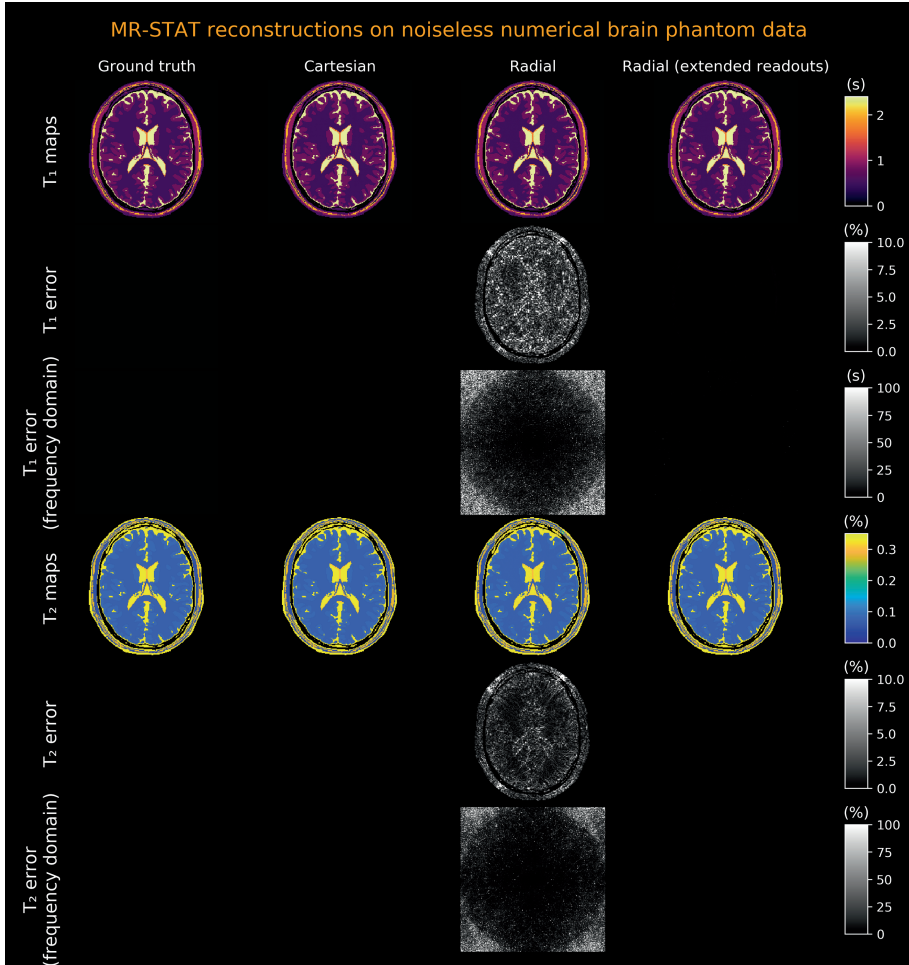 MR-STAT reconstructions on noiseless numerical brain phantom data
Ground truth
Cartesian
Radial
Radial (extended readouts)
T₁ maps
(s)
2
1
0
T₁ error
(%)
10.0
7.5
5.0
2.5
0.0
T₁ error
(frequency domain)
(s)
100
75
50
25
0
T₂ maps
(%)
0.3
0.2
0.1
0.0
T₂ error
(%)
10.0
7.5
5.0
2.5
0.0
T₂ error
(frequency domain)
(%)
100
75
50
25
0